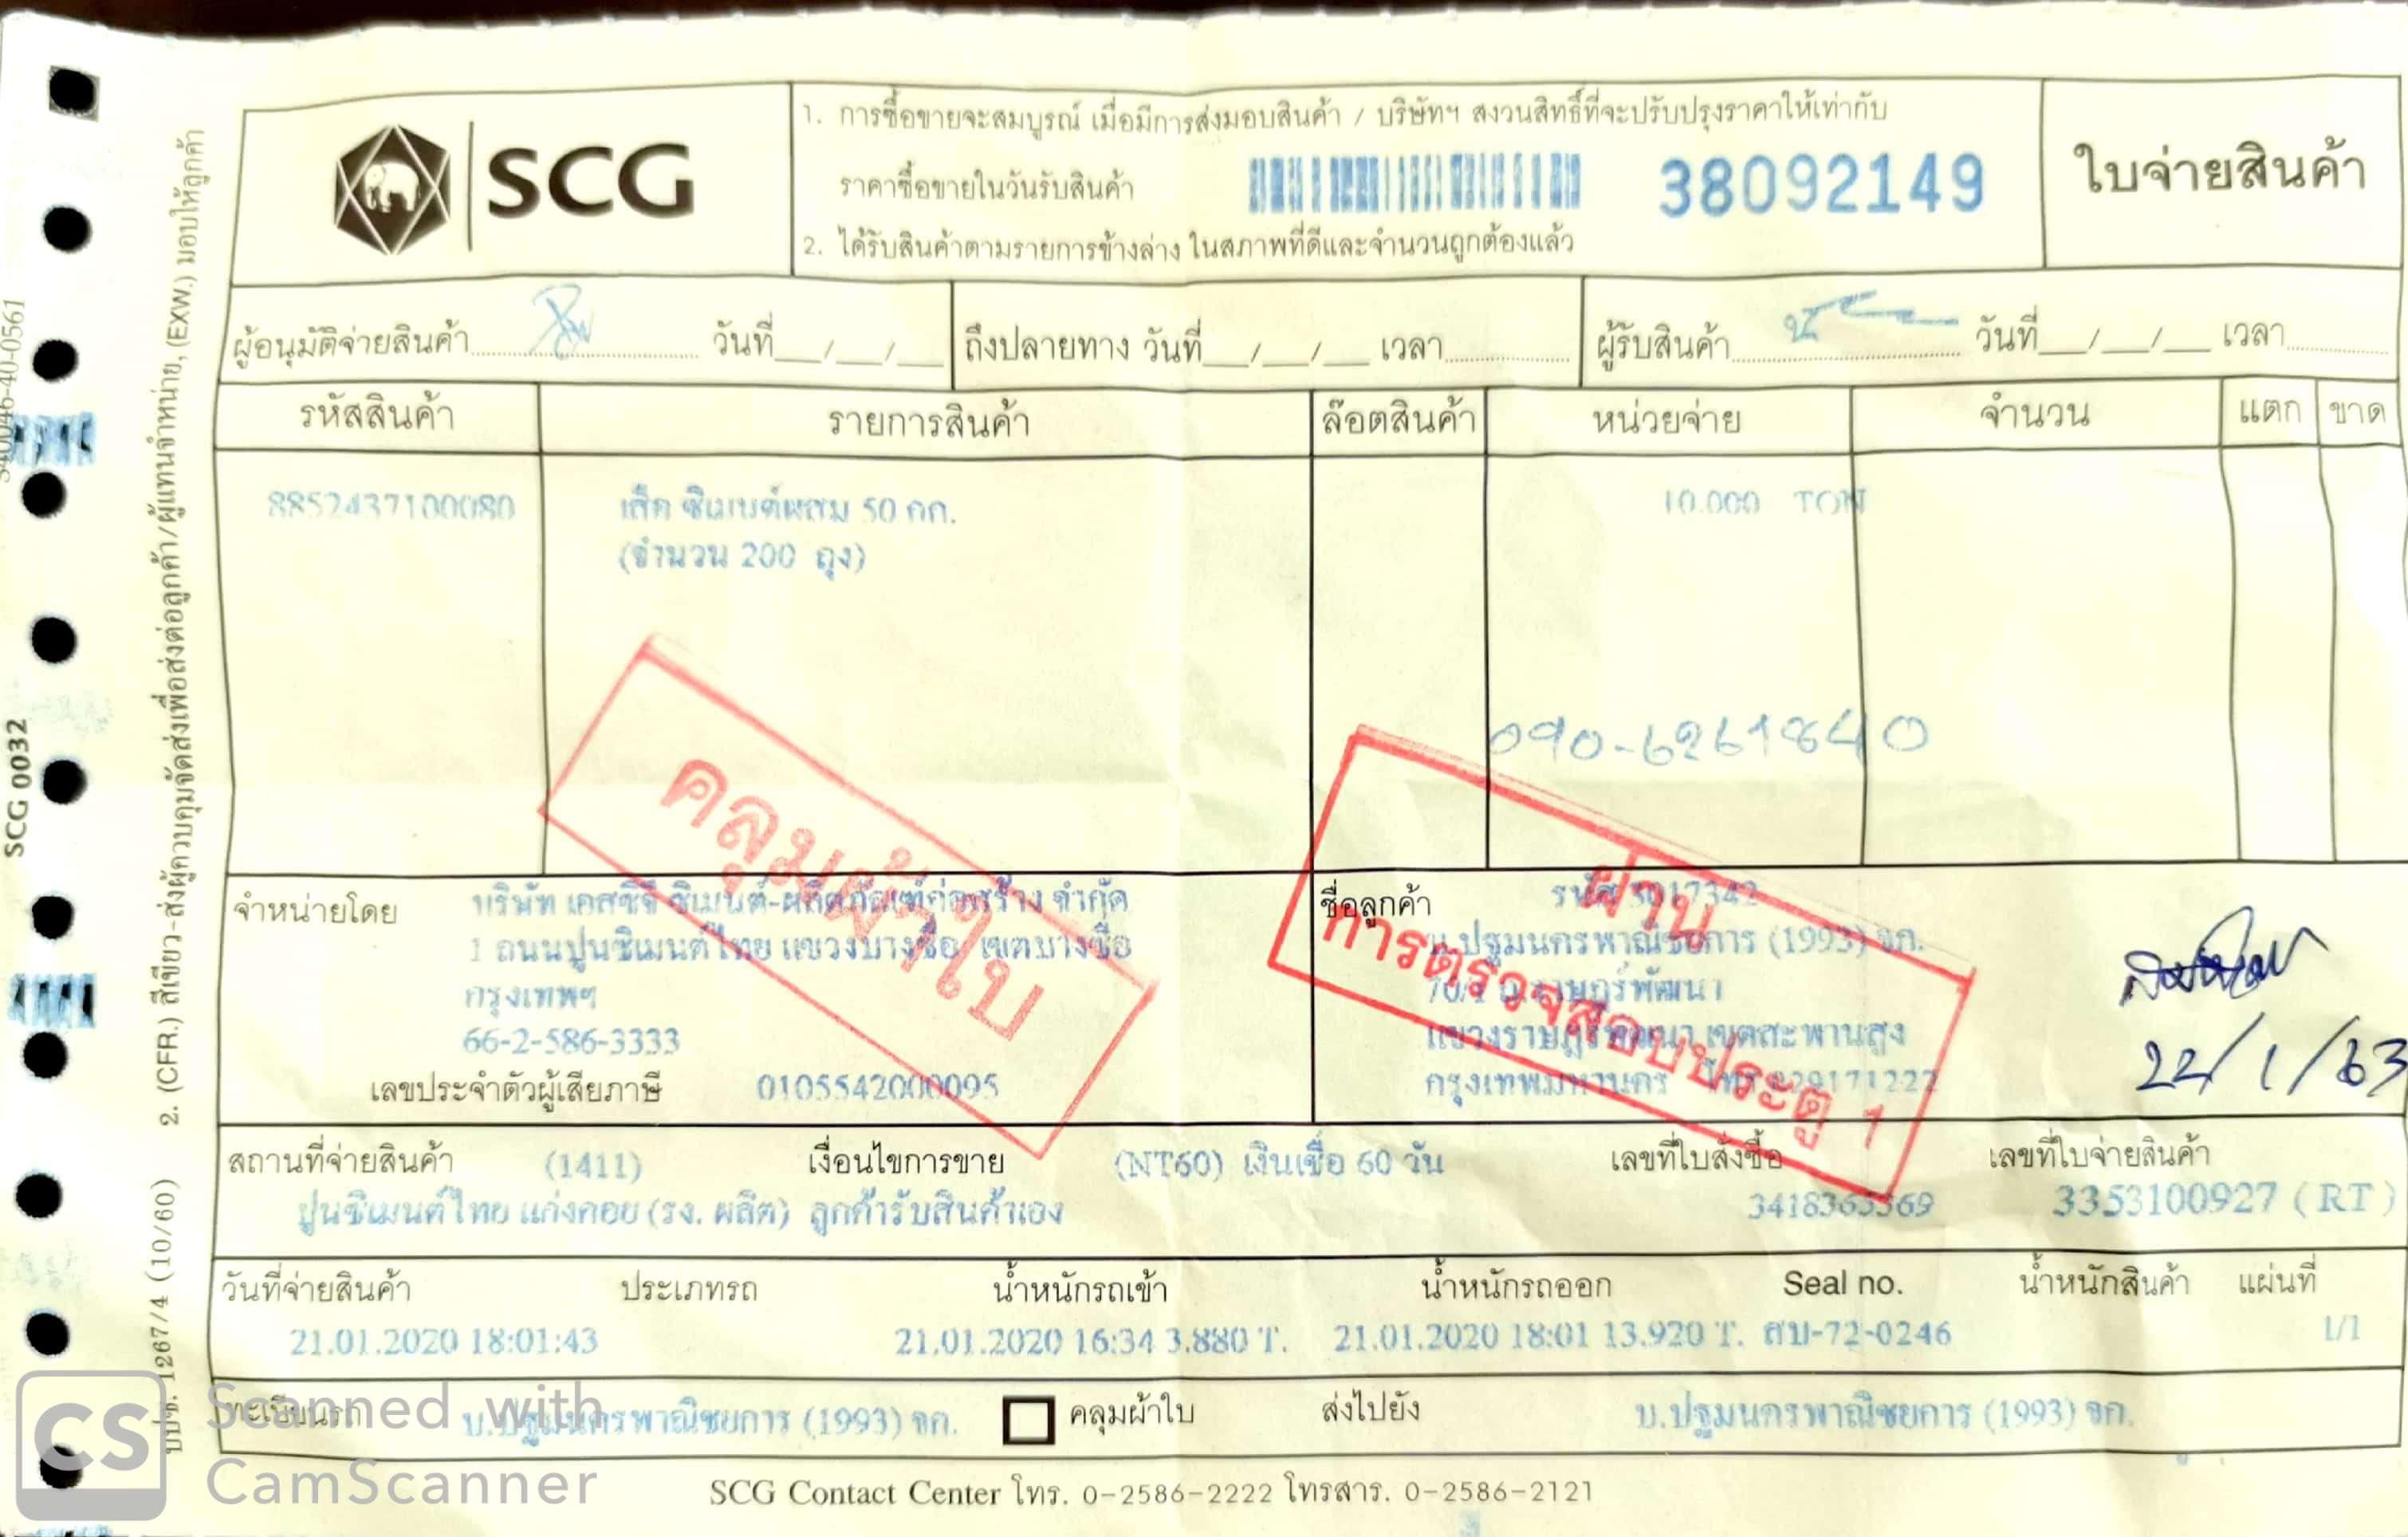 SCG
1. การซื้อขายจะสมบูรณ์ เมื่อมีการส่งมอบสินค้า / บริษัทฯ สงวนสิทธิ์ที่จะปรับปรุงราคาให้เท่ากับ
ราคาซื้อขายในวันรับสินค้า
38092149
2. ได้รับสินค้าตามรายการข้างล่าง ในสภาพที่ดีและจำนวนถูกต้องแล้ว
ใบจ่ายสินค้า
ผู้อนุมัติจ่ายสินค้า วันที่__/__/__
ถึงปลายทาง วันที่__/__/__ เวลา
ผู้รับสินค้า วันที่__/__/__ เวลา
รหัสสินค้า รายการสินค้า ล๊อตสินค้า หน่วยจ่าย จำนวน แตก ขาด
8852437100080 เสือ ซิเมนต์ผสม 50 กก. 10.000 TON
(จำนวน 200 ถุง)
090-6261840
คลุมผ้าใบ
ผ่าน
การตรวจสอบประตู 1
จำหน่ายโดย บริษัท เอสซิจี ซิเมนต์-ผลิตภัณฑ์ก่อสร้าง จำกัด
1 ถนนปูนซิเมนต์ไทย แขวงบางซื่อ เขตบางซื่อ
กรุงเทพฯ
66-2-586-3333
เลขประจำตัวผู้เสียภาษี 0105542000095
ชื่อลูกค้า รหัส 3017342
บ.ปฐมนครพาณิชยการ (1993) จก.
ถ.ราษฎร์พัฒนา
แขวงราษฎร์พัฒนา เขตสะพานสูง
กรุงเทพมหานคร โทร 029171222
22/1/63
สถานที่จ่ายสินค้า (1411) เงื่อนไขการขาย (NT60) เงินเชื่อ 60 วัน เลขที่ใบสั่งซื้อ เลขที่ใบจ่ายสินค้า
ปูนซิเมนต์ไทย แก่งคอย (รง. ผลิต) ลูกค้ารับสินค้าเอง 3418365369 3353100927 (RT)
วันที่จ่ายสินค้า ประเภทรถ น้ำหนักรถเข้า น้ำหนักรถออก Seal no. น้ำหนักสินค้า แผ่นที่
21.01.2020 18:01:43 21.01.2020 16:34 3.880 T. 21.01.2020 18:01 13.920 T. สบ-72-0246 1/1
ทะเบียนรถ บ.ปฐมนครพาณิชยการ (1993) จก. คลุมผ้าใบ ส่งไปยัง บ.ปฐมนครพาณิชยการ (1993) จก.
SCG Contact Center โทร. 0-2586-2222 โทรสาร. 0-2586-2121
SCG 0032
ปปช. 1267/4 (10/60) 2. (CFR.) สีเขียว-ส่งผู้ควบคุมจัดส่งเพื่อส่งต่อลูกค้า/ผู้แทนจำหน่าย, (EXW.) มอบให้ลูกค้า
CS Scanned with
CamScanner